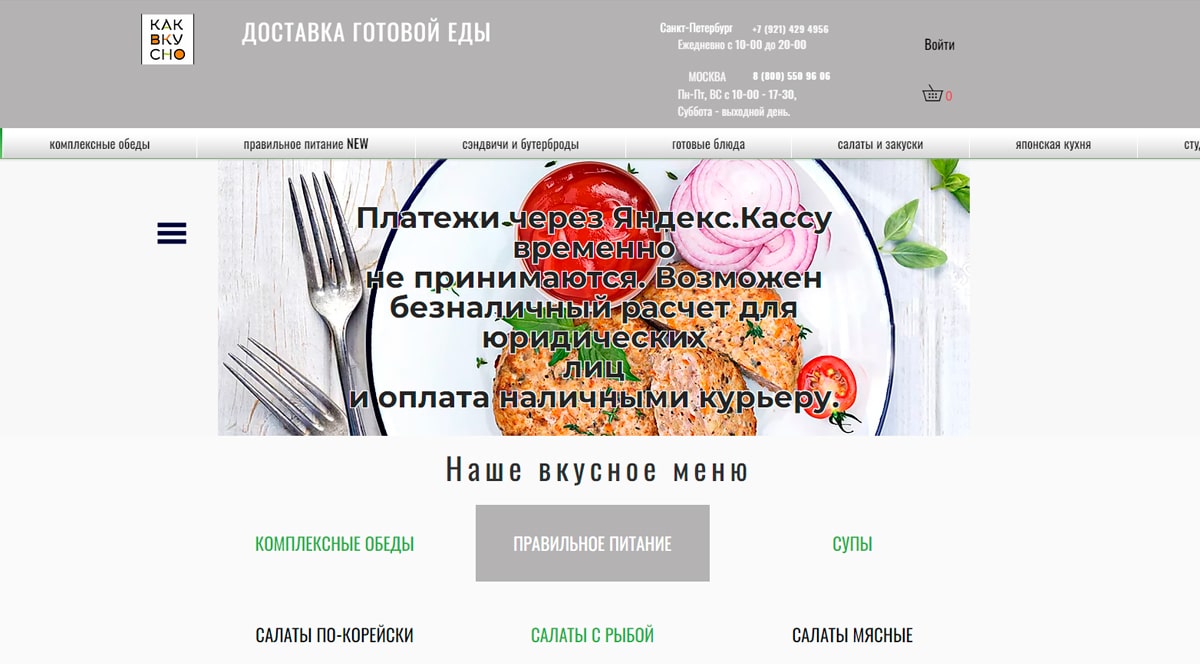 КАК
ВКУ
СНО
ДОСТАВКА ГОТОВОЙ ЕДЫ
Санкт-Петербург +7 (921) 429 4956
Ежедневно с 10-00 до 20-00
МОСКВА 8 (800) 550 96 06
Пн-Пт, ВС с 10-00 - 17-30,
Суббота - выходной день.
Войти
0
комплексные обеды правильное питание NEW сэндвичи и бутерброды готовые блюда салаты и закуски японская кухня
Платежи через Яндекс.Кассу
временно
не принимаются. Возможен
безналичный расчет для
юридических
лиц
и оплата наличными курьеру.
Наше вкусное меню
КОМПЛЕКСНЫЕ ОБЕДЫ ПРАВИЛЬНОЕ ПИТАНИЕ СУПЫ
САЛАТЫ ПО-КОРЕЙСКИ САЛАТЫ С РЫБОЙ САЛАТЫ МЯСНЫЕ